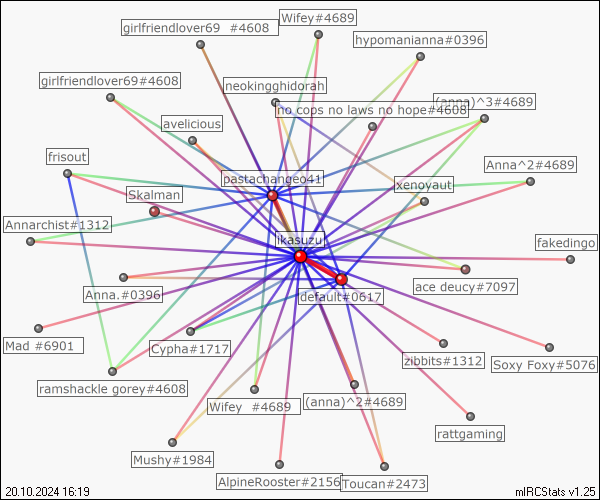 Wifey#4689
girlfriendlover69 #4608
hypomanianna#0396
girlfriendlover69#4608
neokingghidorah
(anna)^3#4689
no cops no laws no hope#4608
avelicious
frisout
Anna^2#4689
pastachangeo41
xenoyaut
Skalman
Annarchist#1312
ikasuzu
fakedingo
ace deucy#7097
Anna.#0396
default#0617
Mad #6901
Cypha#1717
zibbits#1312
Soxy Foxy#5076
ramshackle gorey#4608
Wifey #4689
(anna)^2#4689
rattgaming
Mushy#1984
AlpineRooster#2156
Toucan#2473
20.10.2024 16:19
mIRCStats v1.25